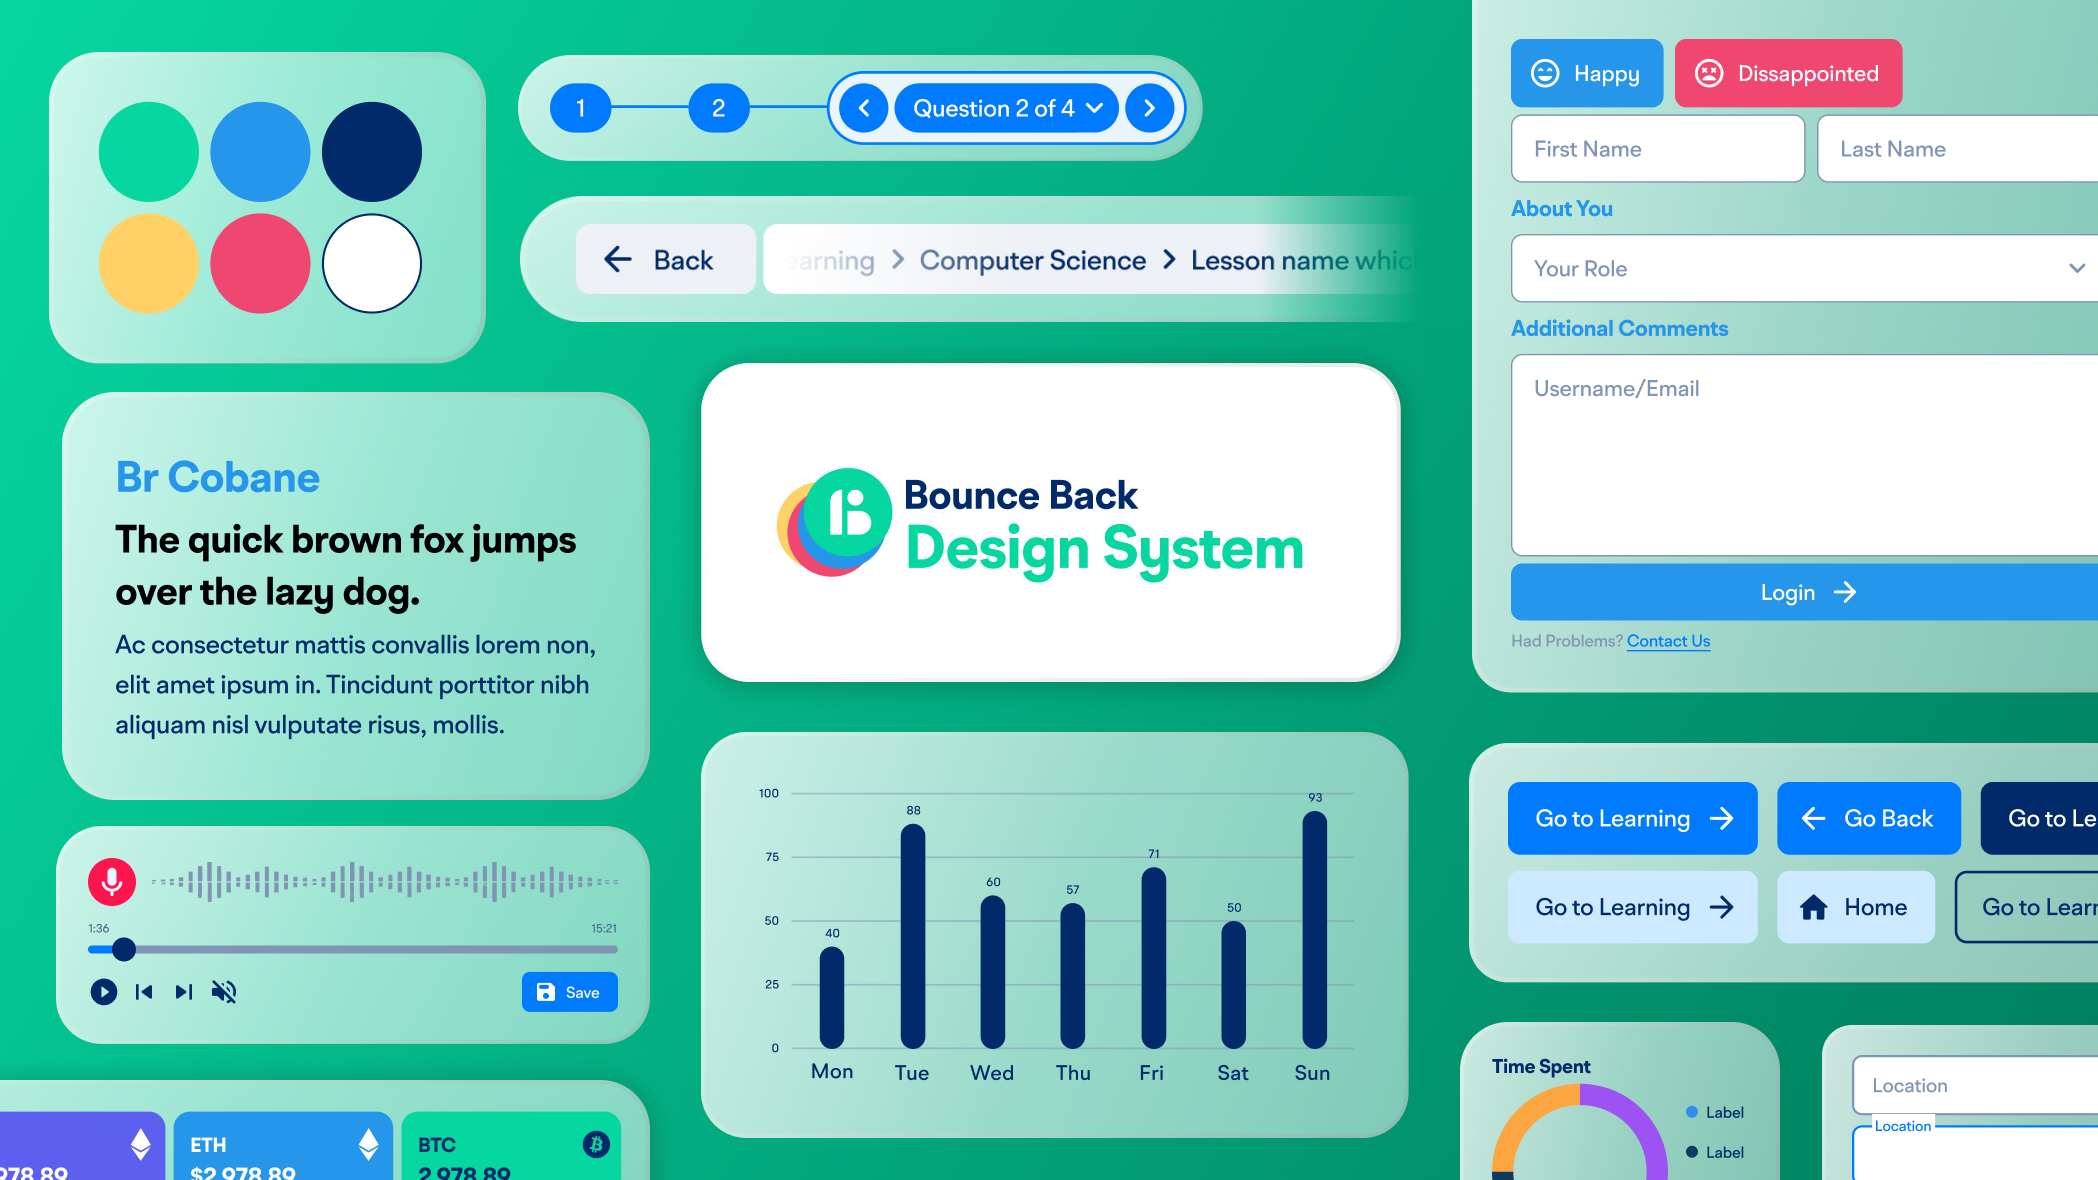 1
2
Question 2 of 4
Back
earning
Computer Science
Lesson name whic
Br Cobane
The quick brown fox jumps
over the lazy dog.
Ac consectetur mattis convallis lorem non,
elit amet ipsum in. Tincidunt porttitor nibh
aliquam nisl vulputate risus, mollis.
Bounce Back
Design System
1:36
15:21
Save
978.89
ETH
$2,978.89
BTC
2,978.89
100
75
50
25
0
40
88
60
57
71
50
93
Mon
Tue
Wed
Thu
Fri
Sat
Sun
Happy
Dissappointed
First Name
Last Name
About You
Your Role
Additional Comments
Username/Email
Login
Had Problems? Contact Us
Go to Learning
Go Back
Go to Le
Go to Learning
Home
Go to Learn
Time Spent
Label
Label
Location
Location